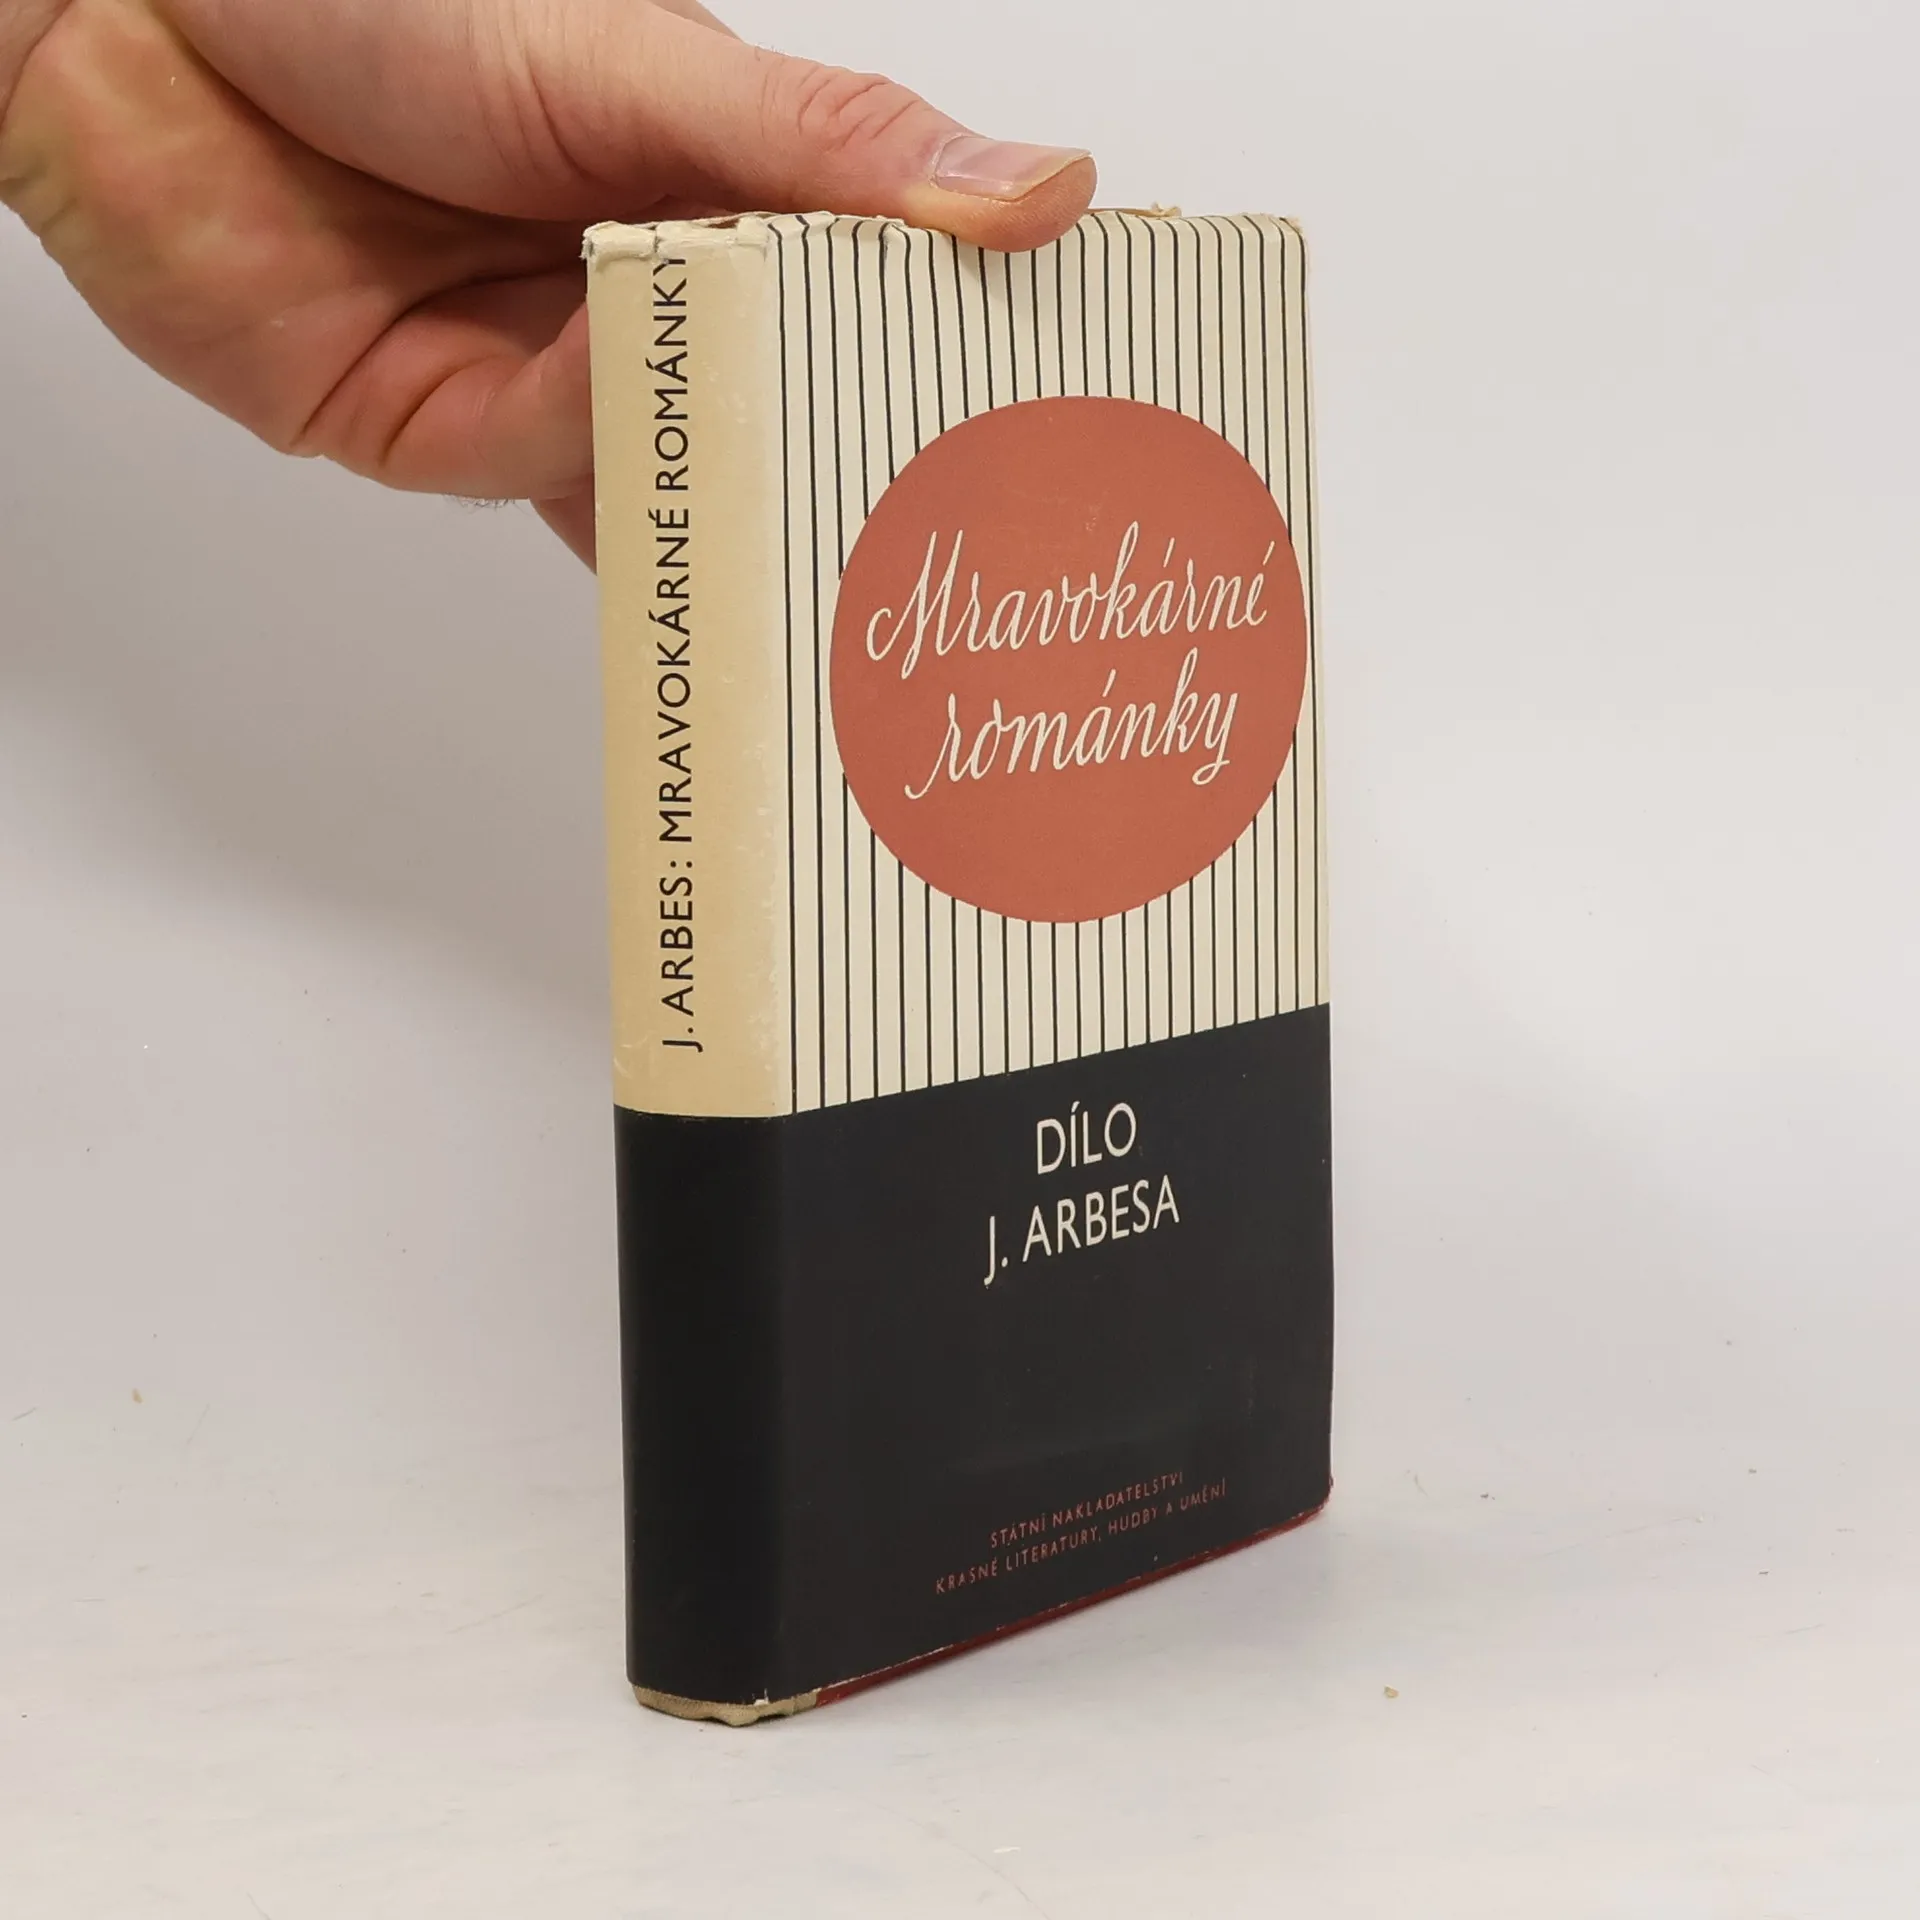 J. ARBES: MRAVOKÁRNÉ ROMÁNKY
Mravokárné
románky
DÍLO
J. ARBESA
STÁTNÍ NAKLADATELSTVÍ
KRÁSNÉ LITERATURY, HUDBY A UMĚNÍ